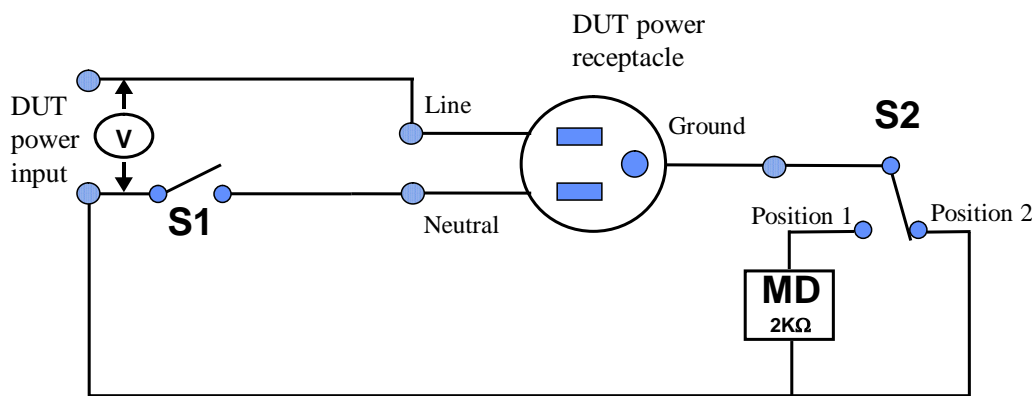 DUT power
receptacle
DUT
power
input
V
Line
Ground
S2
S1
Neutral
Position 1
Position 2
MD
2KΩ